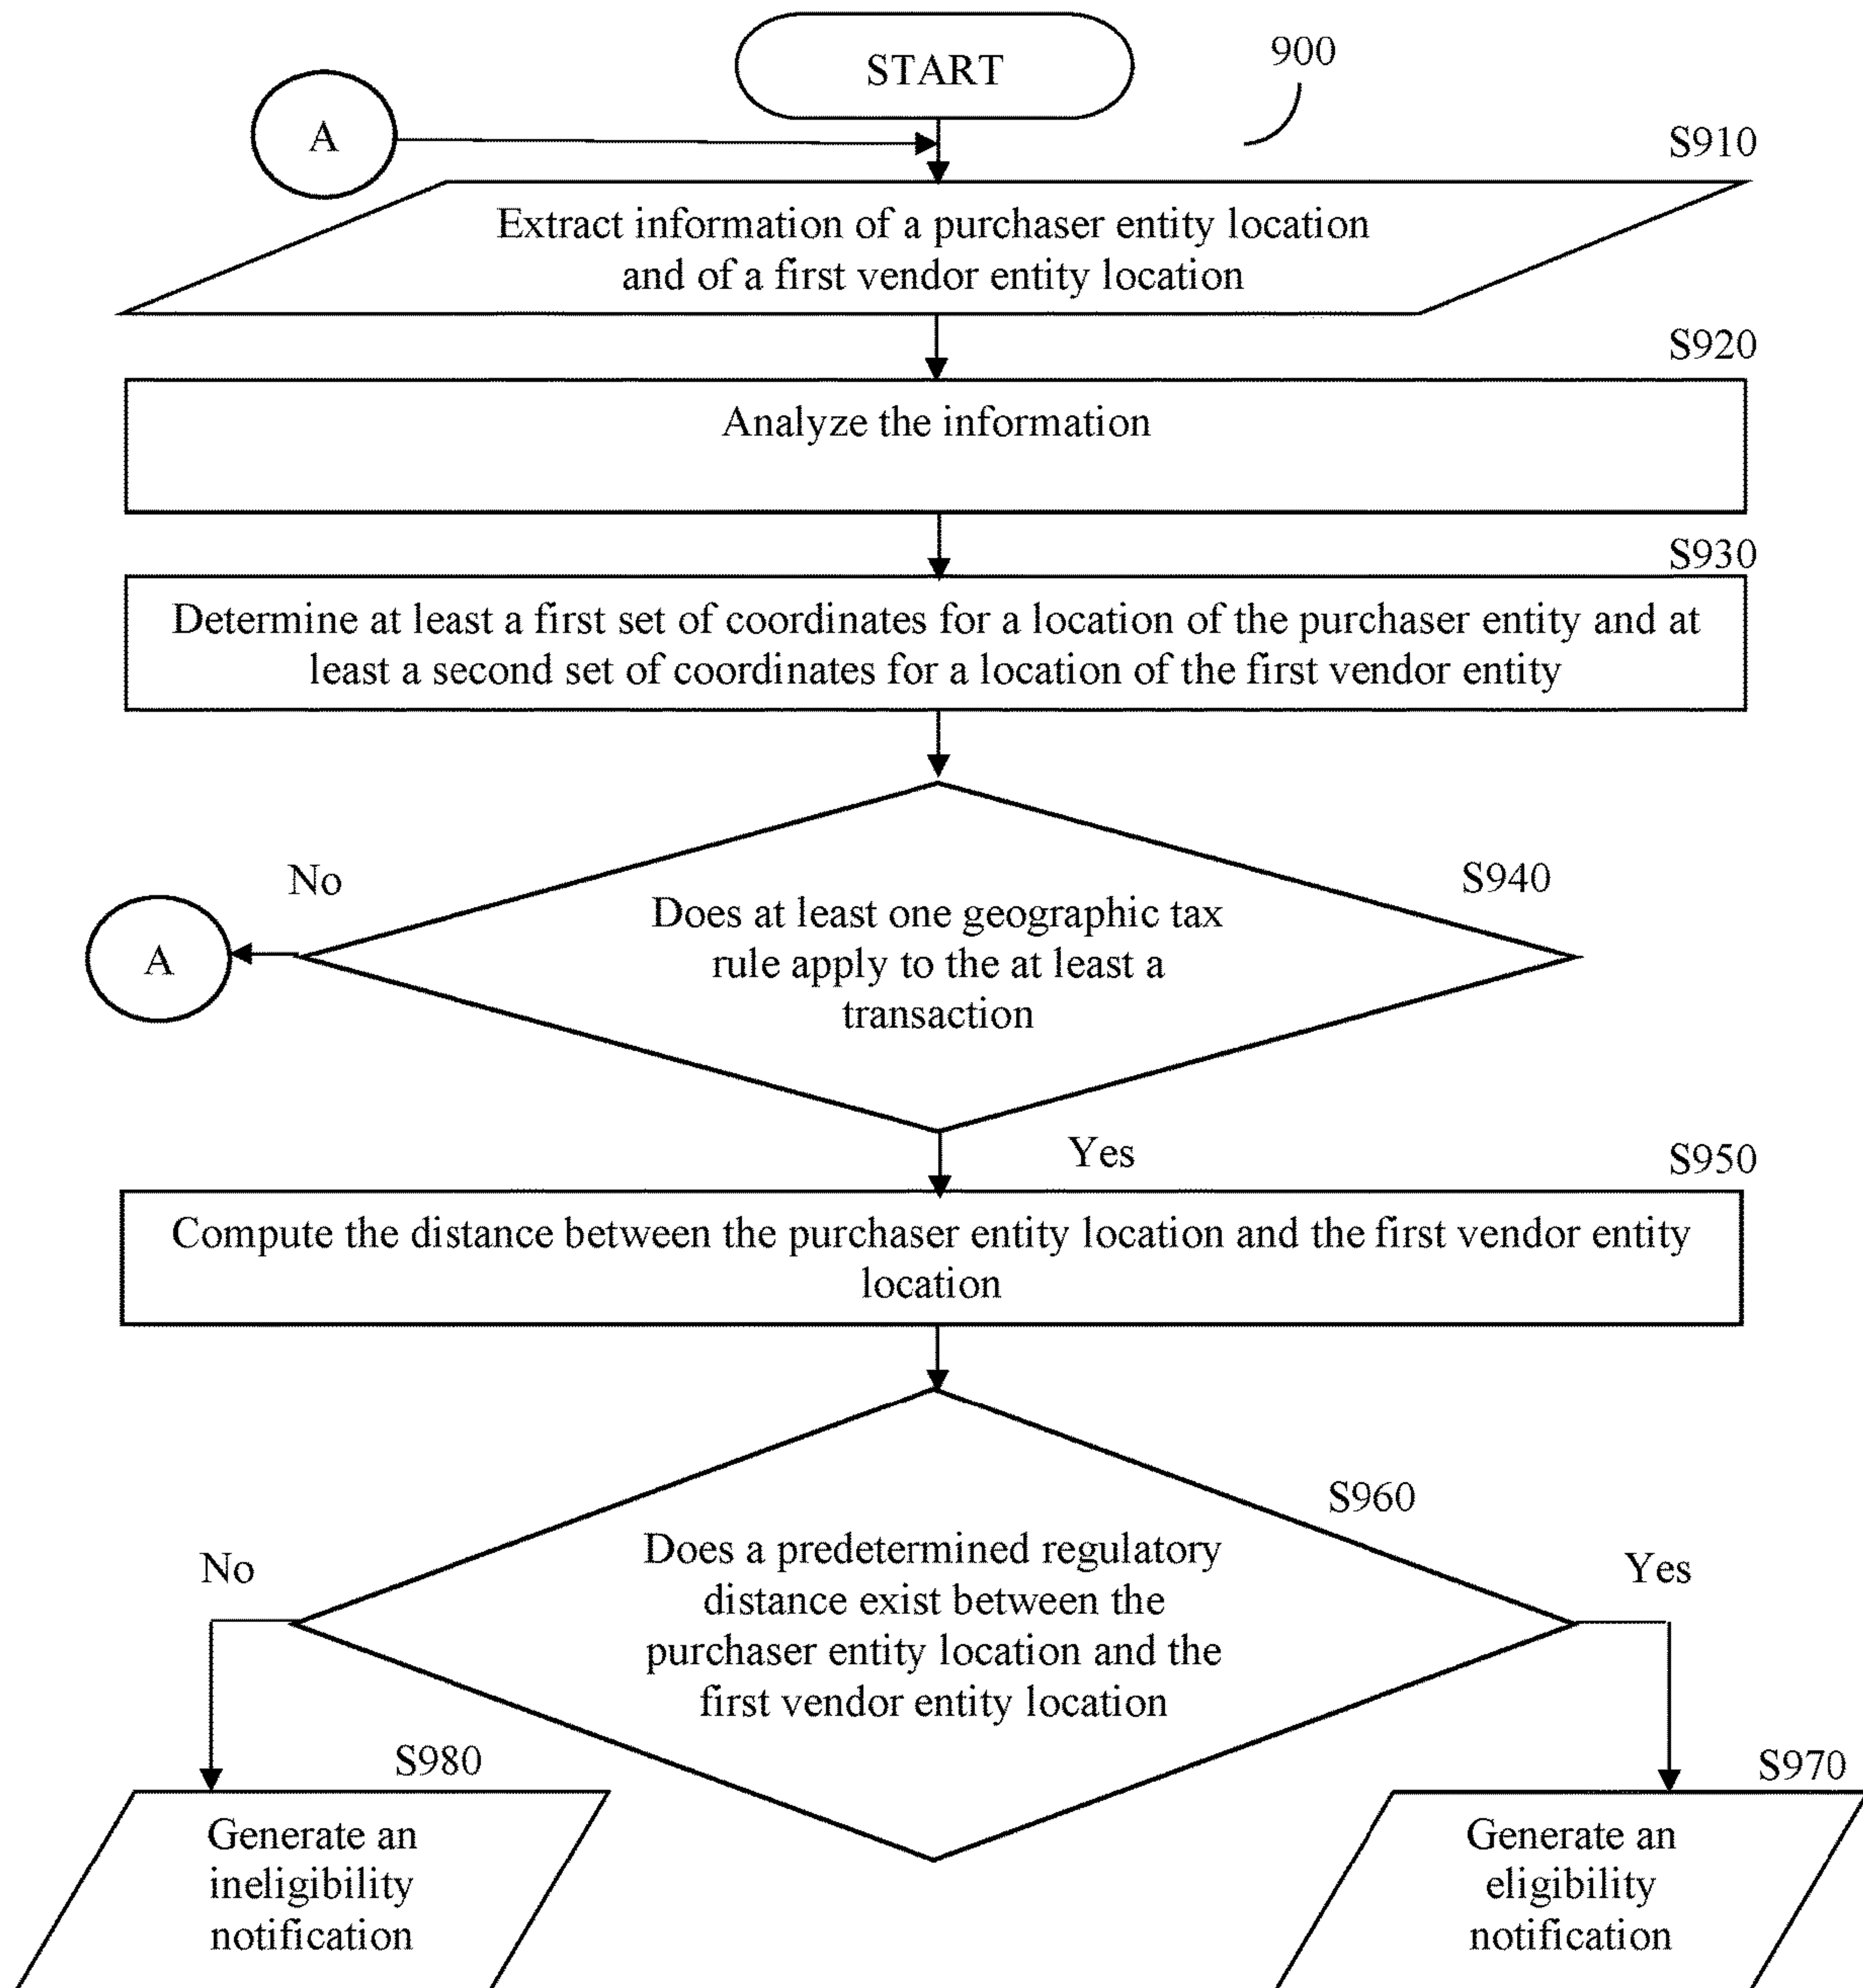 START
900
A
S910
Extract information of a purchaser entity location
and of a first vendor entity location
S920
Analyze the information
S930
Determine at least a first set of coordinates for a location of the purchaser entity and at
least a second set of coordinates for a location of the first vendor entity
No
S940
Does at least one geographic tax
rule apply to the at least a
transaction
A
Yes
S950
Compute the distance between the purchaser entity location and the first vendor entity
location
S960
Does a predetermined regulatory
distance exist between the
purchaser entity location and the
first vendor entity location
No
Yes
S980
Generate an
ineligibility
notification
S970
Generate an
eligibility
notification